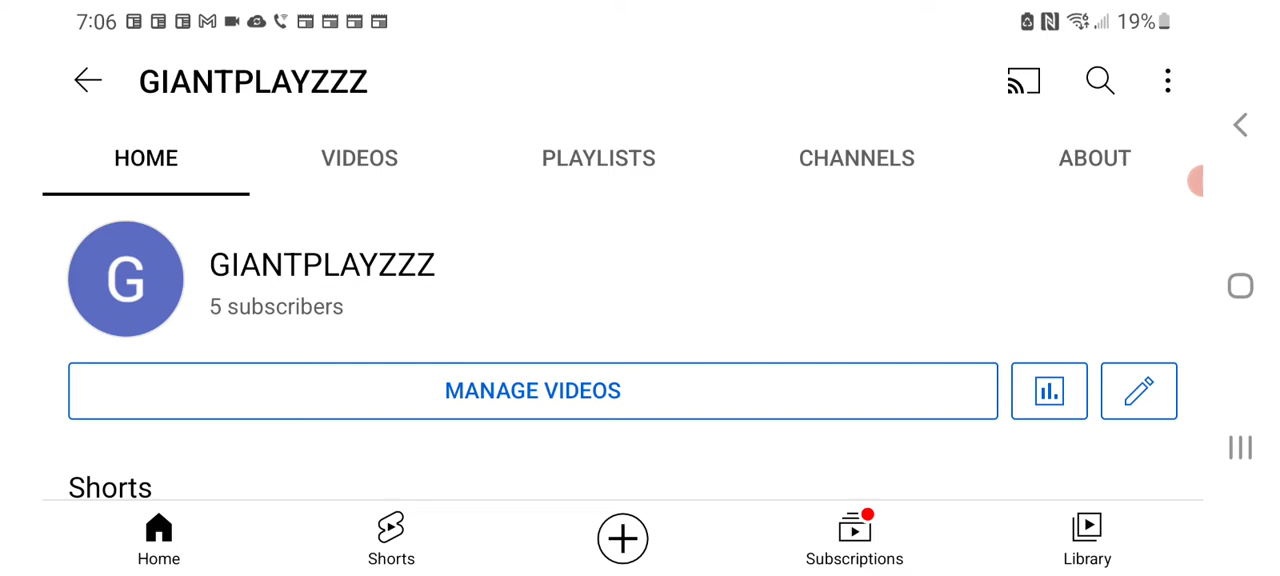 7:06 19%
GIANTPLAYZZZ
HOME VIDEOS PLAYLISTS CHANNELS ABOUT
G
GIANTPLAYZZZ
5 subscribers
MANAGE VIDEOS
Shorts
Home Shorts Subscriptions Library